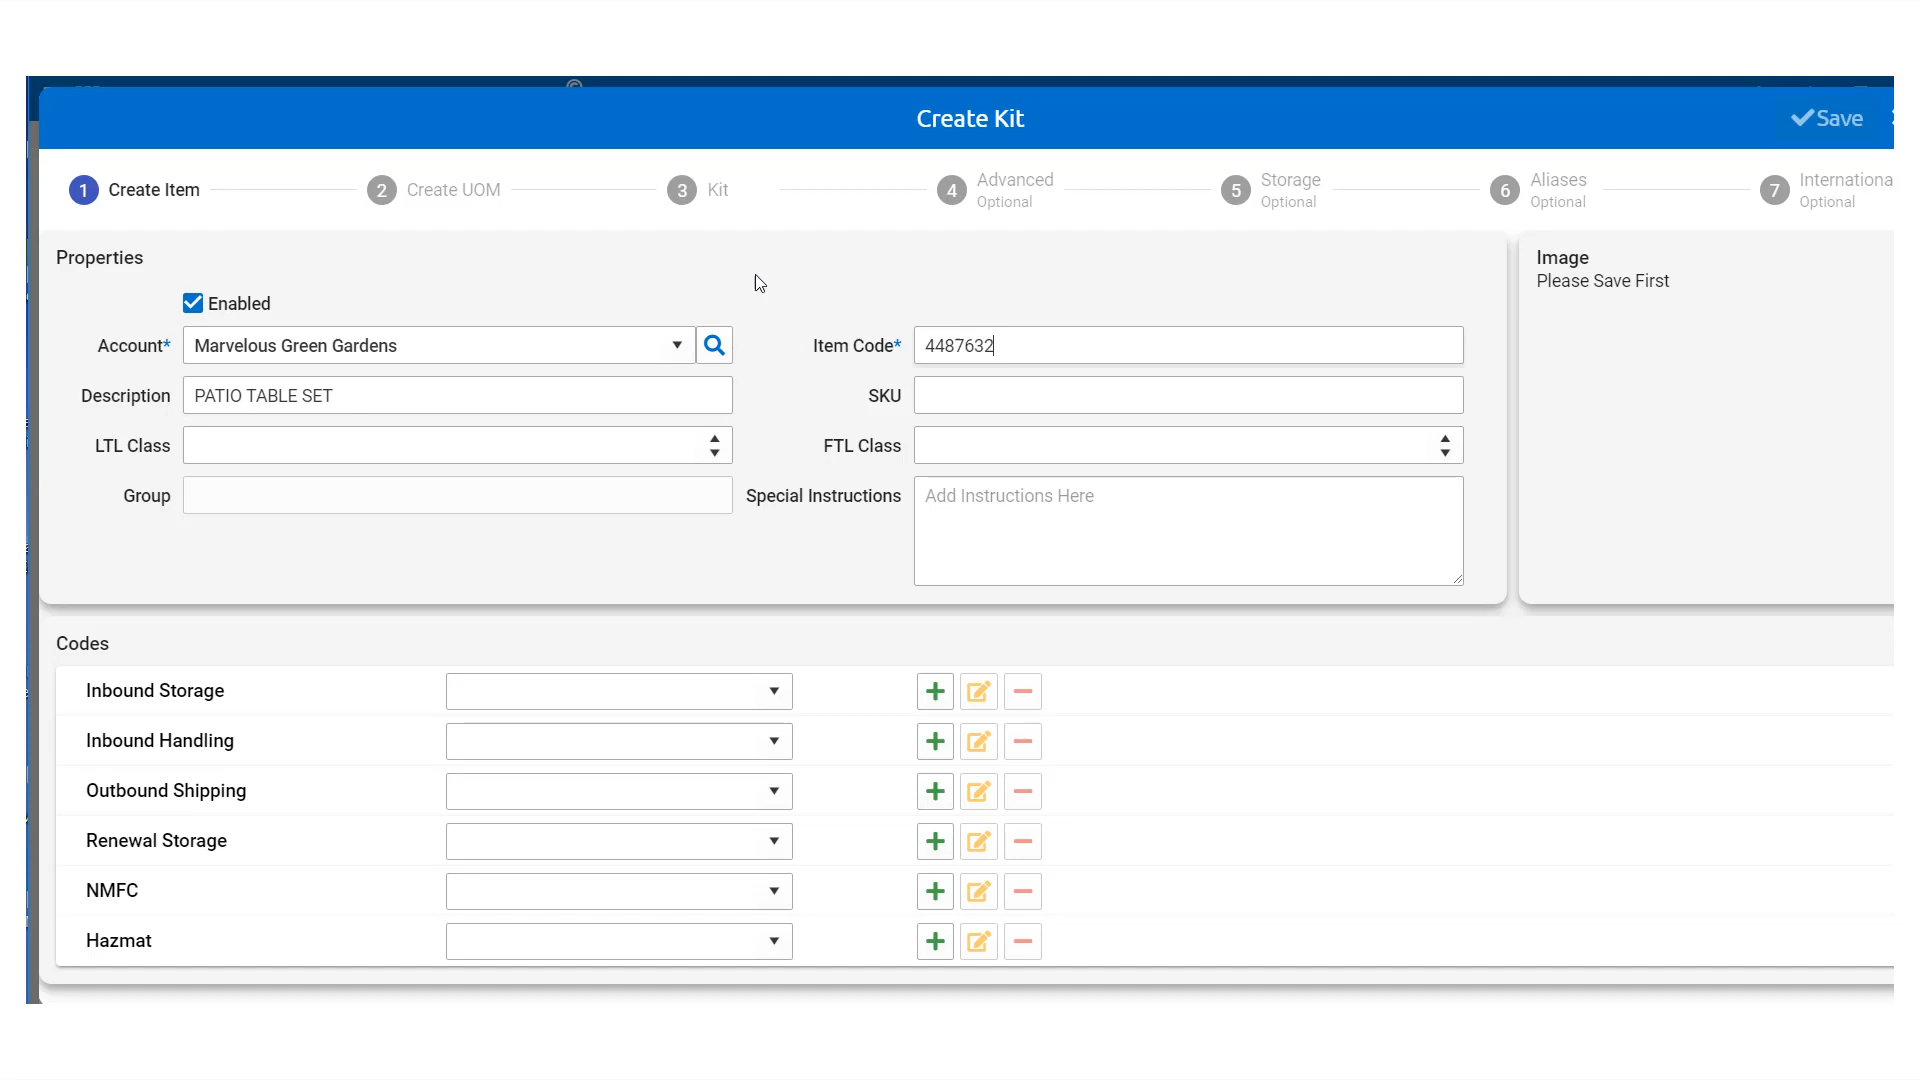 Create Kit
Save
1 Create Item
2 Create UOM
3 Kit
4 Advanced
Optional
5 Storage
Optional
6 Aliases
Optional
7 Internationa
Optional
Properties
Enabled
Account* Marvelous Green Gardens
Item Code* 4487632
Description PATIO TABLE SET
SKU
LTL Class
FTL Class
Group
Special Instructions Add Instructions Here
Image
Please Save First
Codes
Inbound Storage
Inbound Handling
Outbound Shipping
Renewal Storage
NMFC
Hazmat